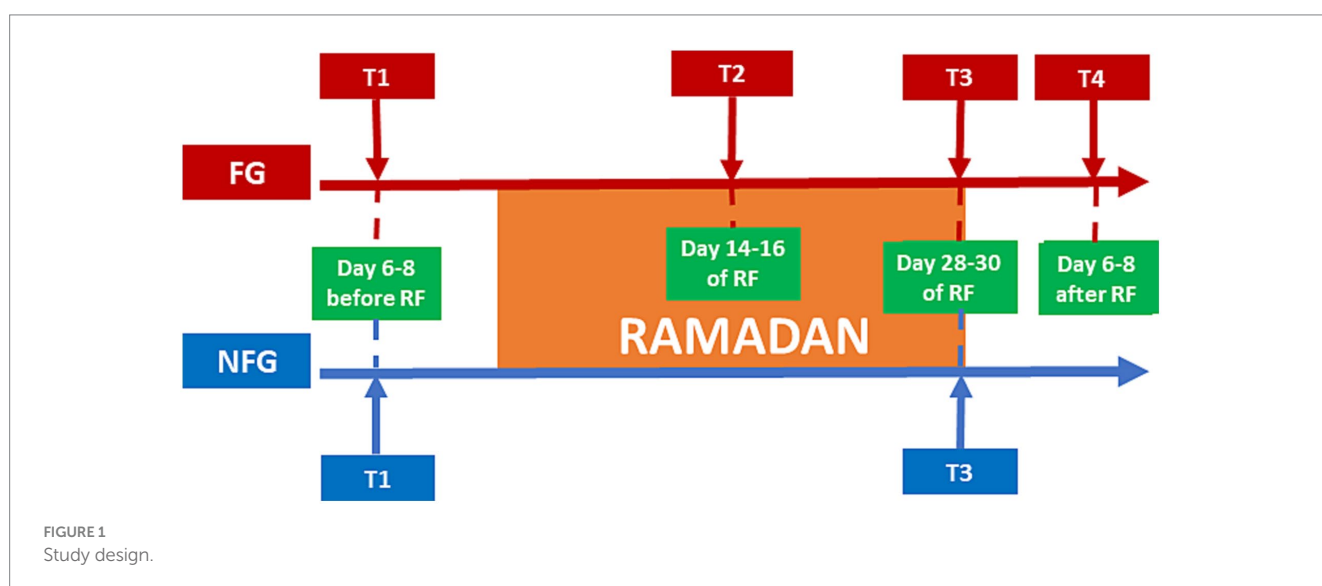 T1
T2
T3
T4
FG
Day 6-8
before RF
Day 14-16
of RF
Day 28-30
of RF
Day 6-8
after RF
RAMADAN
NFG
T1
T3
FIGURE 1
Study design.